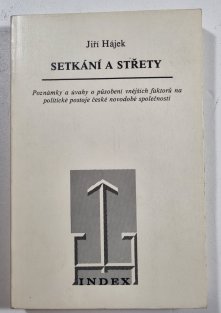 Jiří Hájek
SETKÁNÍ A STŘETY
Poznámky a úvahy o působení vnějších faktorů na
politické postoje české novodobé společnosti
INDEX